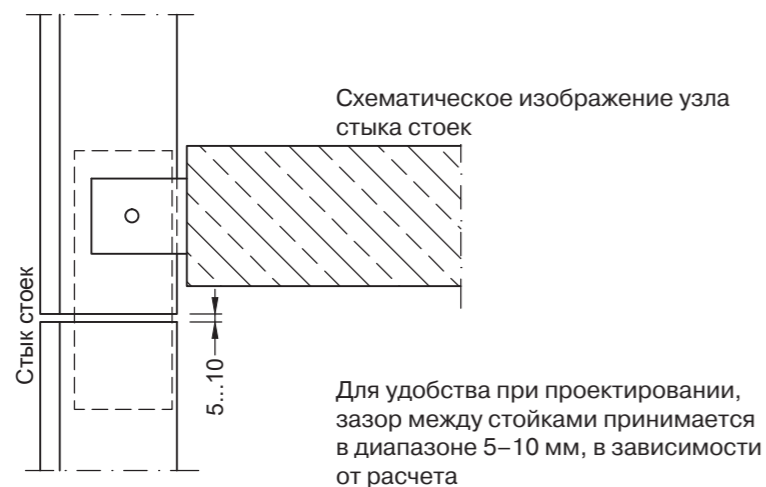 Схематическое изображение узла
стыка стоек
Стык стоек
5...10
Для удобства при проектировании,
зазор между стойками принимается
в диапазоне 5–10 мм, в зависимости
от расчета